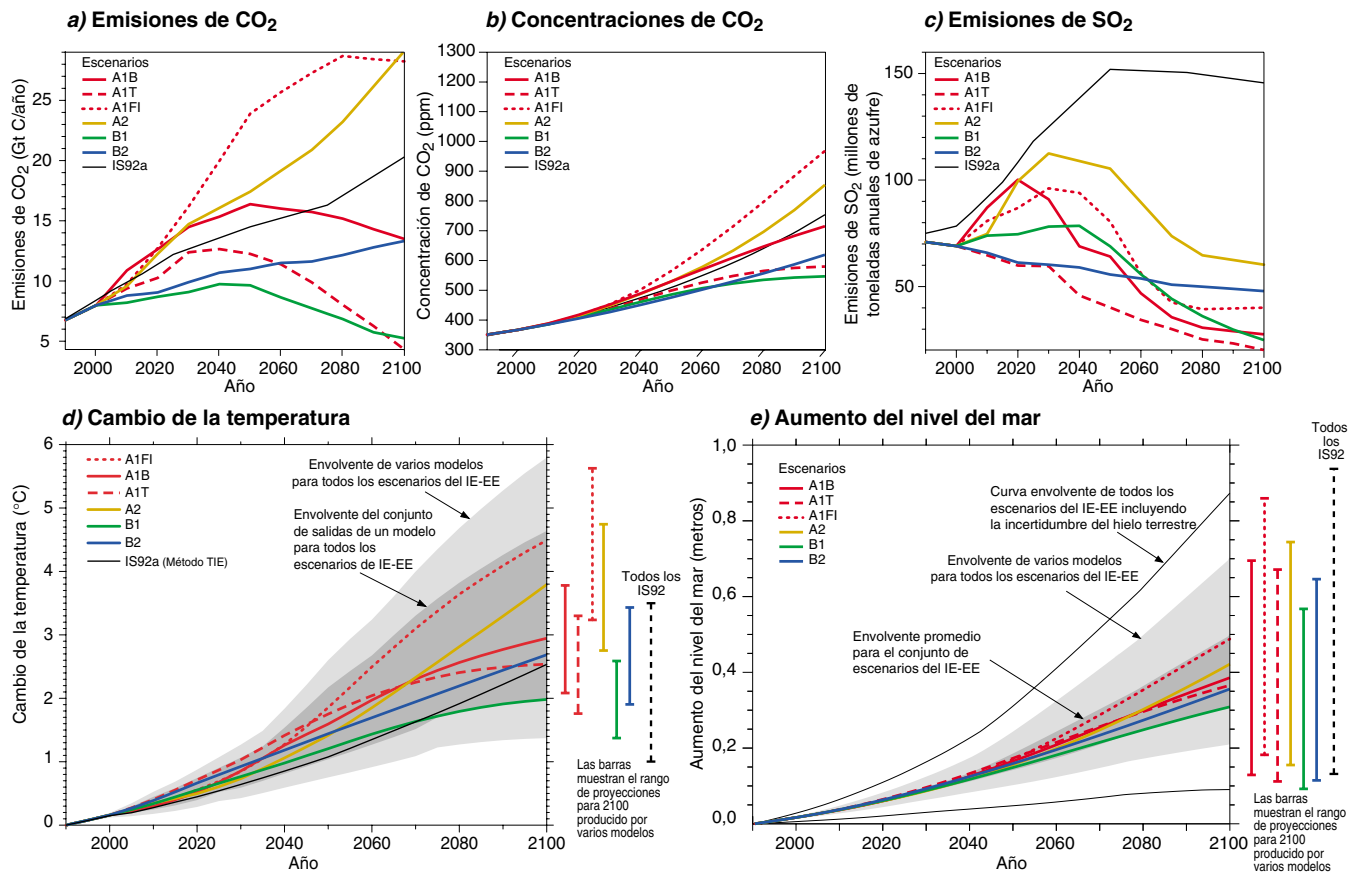 a) Emisiones de CO2
Emisiones de CO2 (Gt C/año)
25
20
15
10
5
Escenarios
A1B
A1T
A1FI
A2
B1
B2
IS92a
2000 2020 2040 2060 2080 2100
Año
b) Concentraciones de CO2
Concentración de CO2 (ppm)
1300
1200
1100
1000
900
800
700
600
500
400
300
Escenarios
A1B
A1T
A1FI
A2
B1
B2
IS92a
2000 2020 2040 2060 2080 2100
Año
c) Emisiones de SO2
Emisiones de SO2 (millones de
toneladas anuales de azufre)
150
100
50
Escenarios
A1B
A1T
A1FI
A2
B1
B2
IS92a
2000 2020 2040 2060 2080 2100
Año
d) Cambio de la temperatura
Cambio de la temperatura (°C)
6
5
4
3
2
1
0
A1FI
A1B
A1T
A2
B1
B2
IS92a (Método TIE)
Envolvente de varios modelos
para todos los escenarios del IE-EE
Envolvente del conjunto
de salidas de un modelo
para todos los
escenarios de IE-EE
Todos los
IS92
Las barras
muestran el rango
de proyecciones
para 2100
producido por
varios modelos
2000 2020 2040 2060 2080 2100
Año
e) Aumento del nivel del mar
Aumento del nivel del mar (metros)
1,0
0,8
0,6
0,4
0,2
0,0
Escenarios
A1B
A1T
A1FI
A2
B1
B2
Curva envolvente de todos los
escenarios del IE-EE incluyendo
la incertidumbre del hielo terrestre
Envolvente de varios modelos
para todos los escenarios del IE-EE
Envolvente promedio
para el conjunto de
escenarios del IE-EE
Todos
los
IS92
Las barras
muestran el rango
de proyecciones
para 2100
producido por
varios modelos
2000 2020 2040 2060 2080 2100
Año